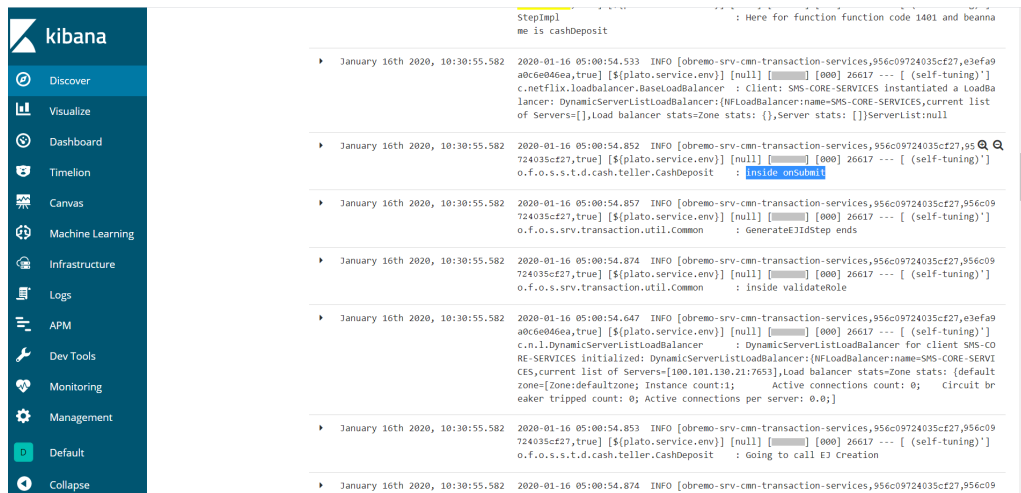 kibana
Discover
Visualize
Dashboard
Timelion
Canvas
Machine Learning
Infrastructure
Logs
APM
Dev Tools
Monitoring
Management
D Default
Collapse
StepImpl : Here for function function code 1401 and beanna
me is cashDeposit
January 16th 2020, 10:30:55.582 2020-01-16 05:00:54.533 INFO [obremo-srv-cmn-transaction-services,956c09724035cf27,e3efa9
a0c6e046ea,true] [${plato.service.env}] [null] [ ] [000] 26617 --- [ (self-tuning)']
c.netflix.loadbalancer.BaseLoadBalancer : Client: SMS-CORE-SERVICES instantiated a LoadBa
lancer: DynamicServerListLoadBalancer:{NFLoadBalancer:name=SMS-CORE-SERVICES,current list
of Servers=[],Load balancer stats=Zone stats: {},Server stats: []}ServerList:null
January 16th 2020, 10:30:55.582 2020-01-16 05:00:54.852 INFO [obremo-srv-cmn-transaction-services,956c09724035cf27,95
724035cf27,true] [${plato.service.env}] [null] [ ] [000] 26617 --- [ (self-tuning)']
o.f.o.s.s.t.d.cash.teller.CashDeposit : inside onSubmit
January 16th 2020, 10:30:55.582 2020-01-16 05:00:54.857 INFO [obremo-srv-cmn-transaction-services,956c09724035cf27,956c09
724035cf27,true] [${plato.service.env}] [null] [ ] [000] 26617 --- [ (self-tuning)']
o.f.o.s.srv.transaction.util.Common : GenerateEJIdStep ends
January 16th 2020, 10:30:55.582 2020-01-16 05:00:54.874 INFO [obremo-srv-cmn-transaction-services,956c09724035cf27,956c09
724035cf27,true] [${plato.service.env}] [null] [ ] [000] 26617 --- [ (self-tuning)']
o.f.o.s.srv.transaction.util.Common : inside validateRole
January 16th 2020, 10:30:55.582 2020-01-16 05:00:54.647 INFO [obremo-srv-cmn-transaction-services,956c09724035cf27,e3efa9
a0c6e046ea,true] [${plato.service.env}] [null] [ ] [000] 26617 --- [ (self-tuning)']
c.n.l.DynamicServerListLoadBalancer : DynamicServerListLoadBalancer for client SMS-CO
RE-SERVICES initialized: DynamicServerListLoadBalancer:{NFLoadBalancer:name=SMS-CORE-SERVI
CES,current list of Servers=[100.101.130.21:7653],Load balancer stats=Zone stats: {default
zone=[Zone:defaultzone; Instance count:1; Active connections count: 0; Circuit br
eaker tripped count: 0; Active connections per server: 0.0;]
January 16th 2020, 10:30:55.582 2020-01-16 05:00:54.853 INFO [obremo-srv-cmn-transaction-services,956c09724035cf27,956c09
724035cf27,true] [${plato.service.env}] [null] [ ] [000] 26617 --- [ (self-tuning)']
o.f.o.s.s.t.d.cash.teller.CashDeposit : Going to call EJ Creation
January 16th 2020, 10:30:55.582 2020-01-16 05:00:54.874 INFO [obremo-srv-cmn-transaction-services,956c09724035cf27,956c09